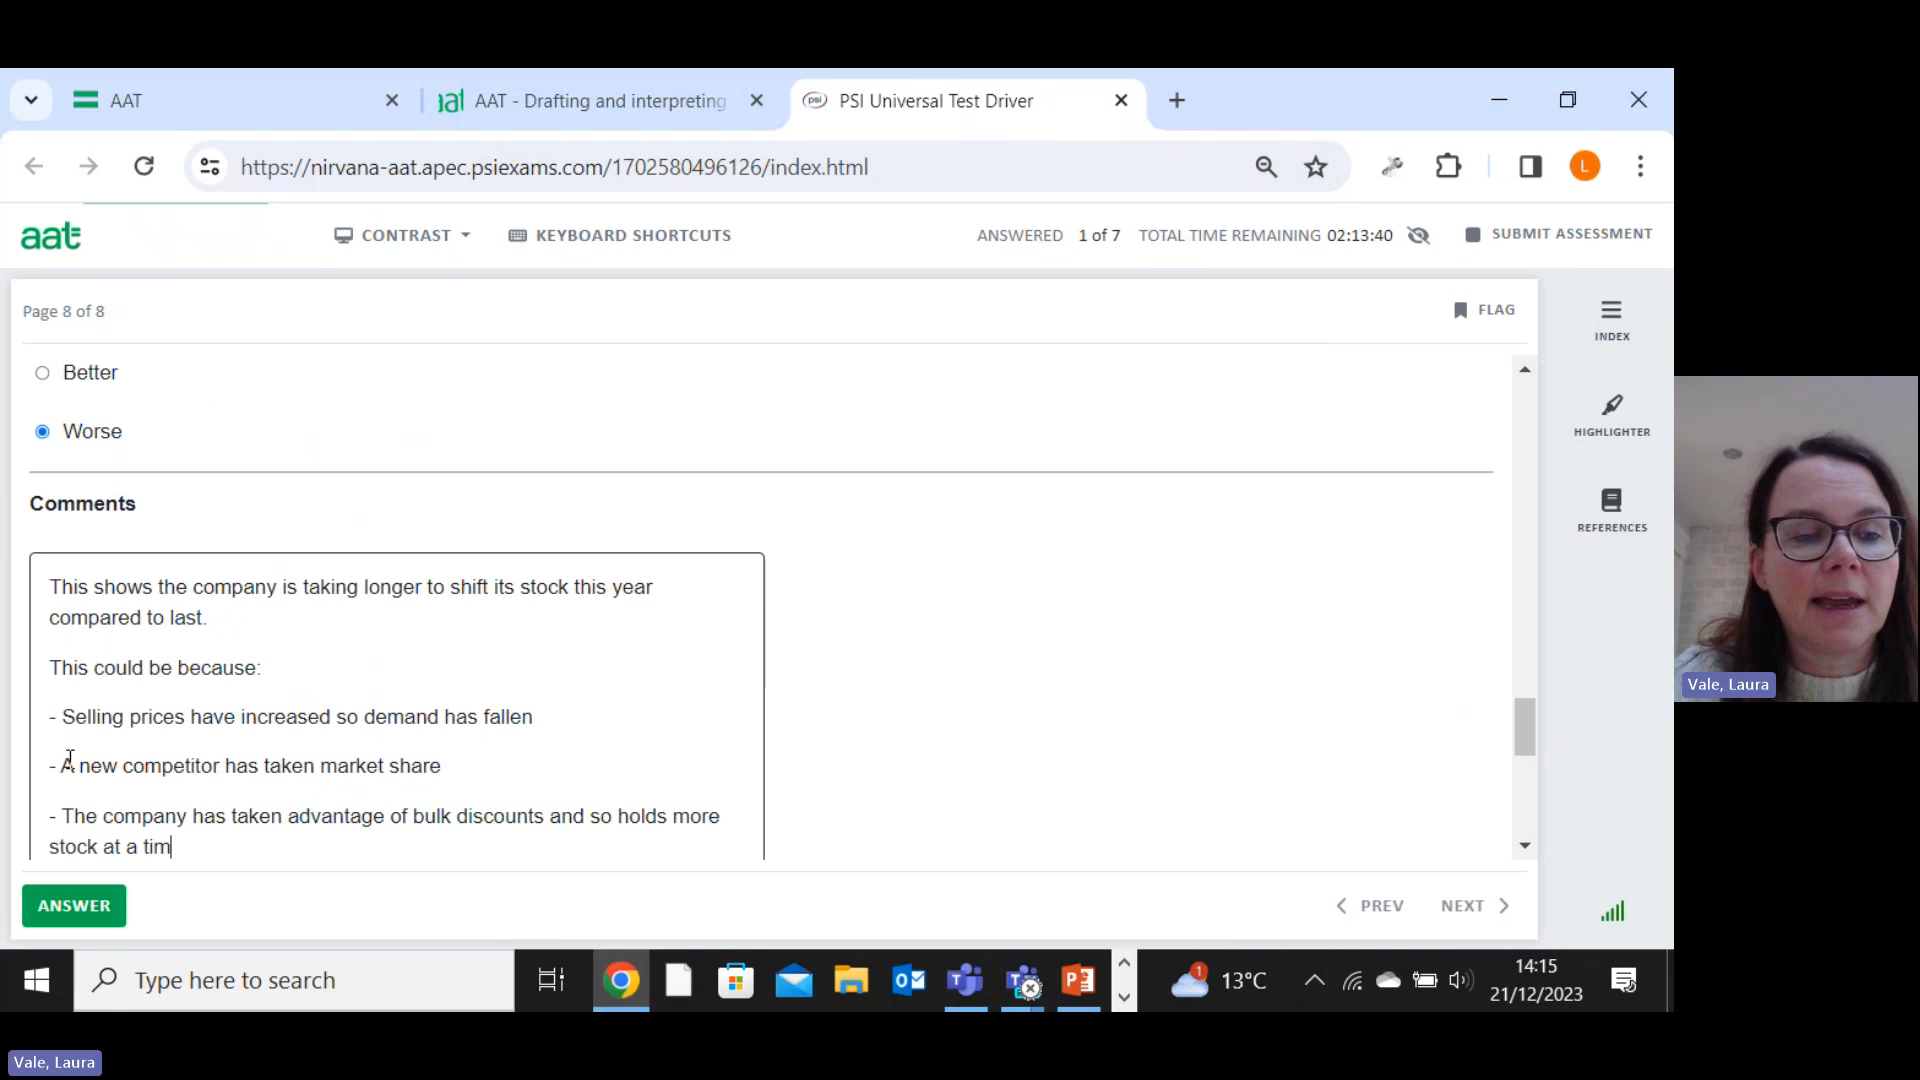 AAT
aat
AAT - Drafting and interpreting
psi
PSI Universal Test Driver
https://nirvana-aat.apec.psiexams.com/1702580496126/index.html
L
aat
CONTRAST
KEYBOARD SHORTCUTS
ANSWERED 1 of 7 TOTAL TIME REMAINING 02:13:40
SUBMIT ASSESSMENT
Page 8 of 8
FLAG
INDEX
HIGHLIGHTER
REFERENCES
Better
Worse
Comments
This shows the company is taking longer to shift its stock this year
compared to last.
This could be because:
- Selling prices have increased so demand has fallen
- A new competitor has taken market share
- The company has taken advantage of bulk discounts and so holds more
stock at a tim
ANSWER
PREV
NEXT
Type here to search
1
13°C
14:15
21/12/2023
Vale, Laura
Vale, Laura